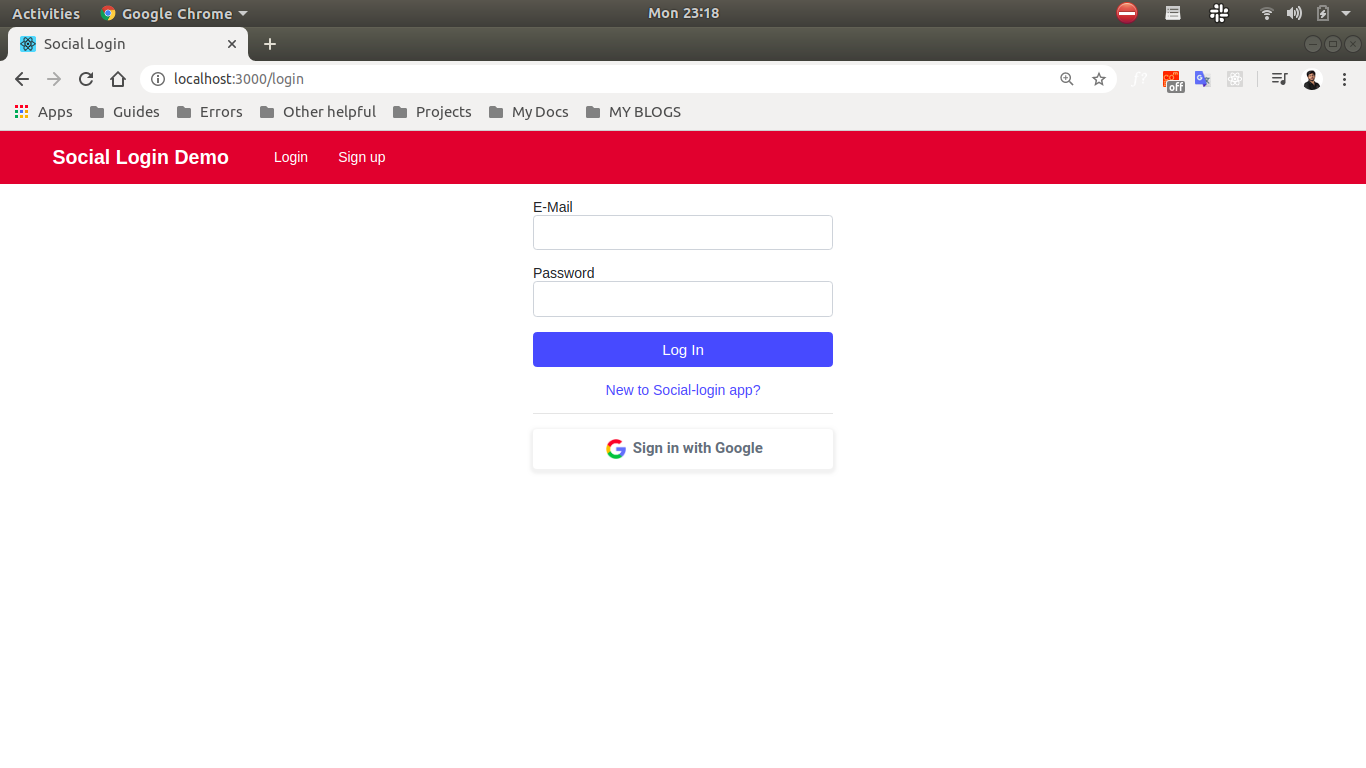 Activities Google Chrome Mon 23:18
Social Login
localhost:3000/login
off
Apps Guides Errors Other helpful Projects My Docs MY BLOGS
Social Login Demo Login Sign up
E-Mail
Password
Log In
New to Social-login app?
Sign in with Google